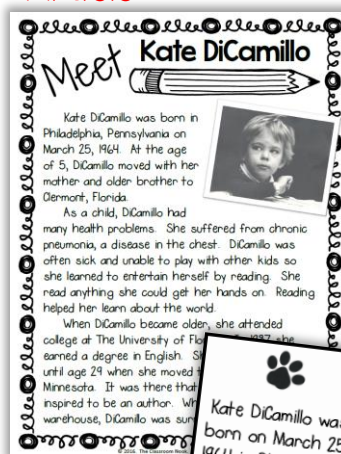 Meet Kate DiCamillo
Kate DiCamillo was born in
Philadelphia, Pennsylvania on
March 25, 1964. At the age
of 5, DiCamillo moved with her
mother and older brother to
Clermont, Florida.
As a child, DiCamillo had
many health problems. She suffered from chronic
pneumonia, a disease in the chest. DiCamillo was
often sick and unable to play with other kids so
she learned to entertain herself by reading. She
read anything she could get her hands on. Reading
helped her learn about the world.
When DiCamillo became older, she attended
college at The University of she
earned a degree in English.
until age 29 when she moved
Minnesota. It was there that
inspired to be an author.
warehouse, DiCamillo was
© 2016, The Classroom
Kate DiCamillo
born on March 25